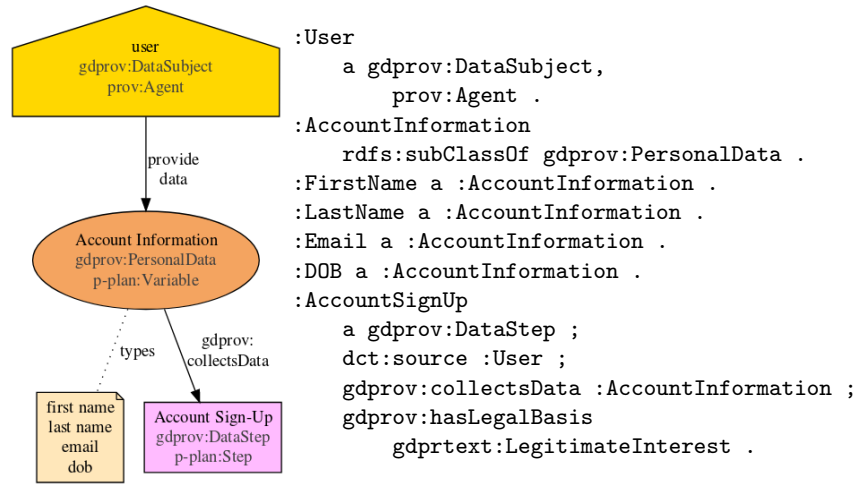 user
gdprov:DataSubject
prov:Agent
provide
data
Account Information
gdprov:PersonalData
p-plan:Variable
types
gdprov:
collectsData
first name
last name
email
dob
Account Sign-Up
gdprov:DataStep
p-plan:Step
:User
a gdprov:DataSubject,
prov:Agent .
:AccountInformation
rdfs:subClassOf gdprov:PersonalData .
:FirstName a :AccountInformation .
:LastName a :AccountInformation .
:Email a :AccountInformation .
:DOB a :AccountInformation .
:AccountSignUp
a gdprov:DataStep ;
dct:source :User ;
gdprov:collectsData :AccountInformation ;
gdprov:hasLegalBasis
gdprtext:LegitimateInterest .